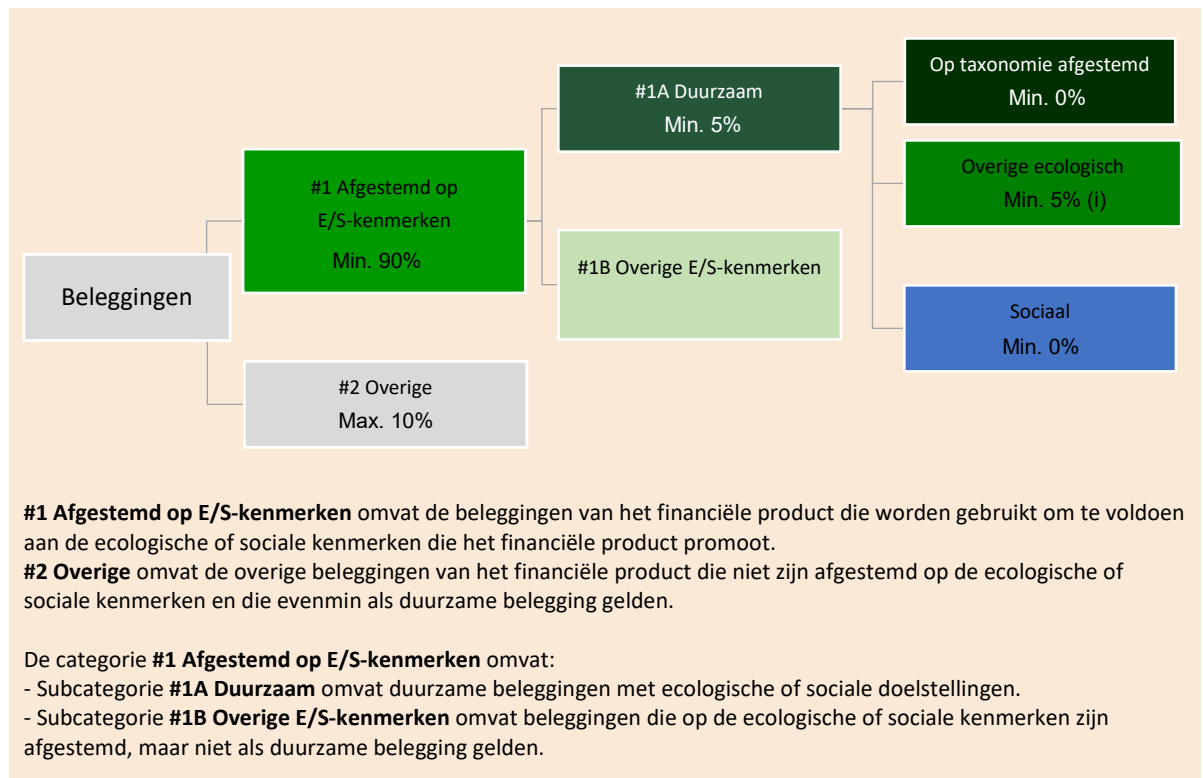 Op taxonomie afgestemd
Min. 0%
#1A Duurzaam
Min. 5%
Overige ecologisch
Min. 5% (i)
#1 Afgestemd op
E/S-kenmerken
Min. 90%
#1B Overige E/S-kenmerken
Beleggingen
Sociaal
Min. 0%
#2 Overige
Max. 10%
#1 Afgestemd op E/S-kenmerken omvat de beleggingen van het financiële product die worden gebruikt om te voldoen
aan de ecologische of sociale kenmerken die het financiële product promoot.
#2 Overige omvat de overige beleggingen van het financiële product die niet zijn afgestemd op de ecologische of
sociale kenmerken en die evenmin als duurzame belegging gelden.
De categorie #1 Afgestemd op E/S-kenmerken omvat:
- Subcategorie #1A Duurzaam omvat duurzame beleggingen met ecologische of sociale doelstellingen.
- Subcategorie #1B Overige E/S-kenmerken omvat beleggingen die op de ecologische of sociale kenmerken zijn
afgestemd, maar niet als duurzame belegging gelden.